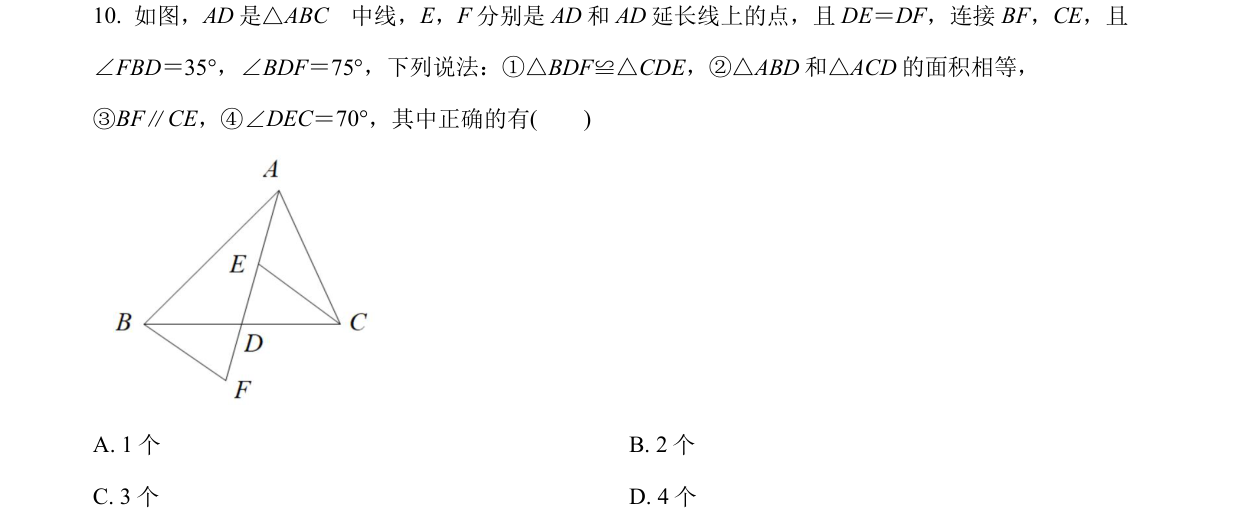 10. 如图，AD 是△ABC 中线，E，F 分别是 AD 和 AD 延长线上的点，且 DE＝DF，连接 BF，CE，且
∠FBD＝35°，∠BDF＝75°，下列说法：①△BDF≌△CDE，②△ABD 和△ACD 的面积相等，
③BF∥CE，④∠DEC＝70°，其中正确的有(　　)
A
E
B
C
D
F
A. 1 个
B. 2 个
C. 3 个
D. 4 个